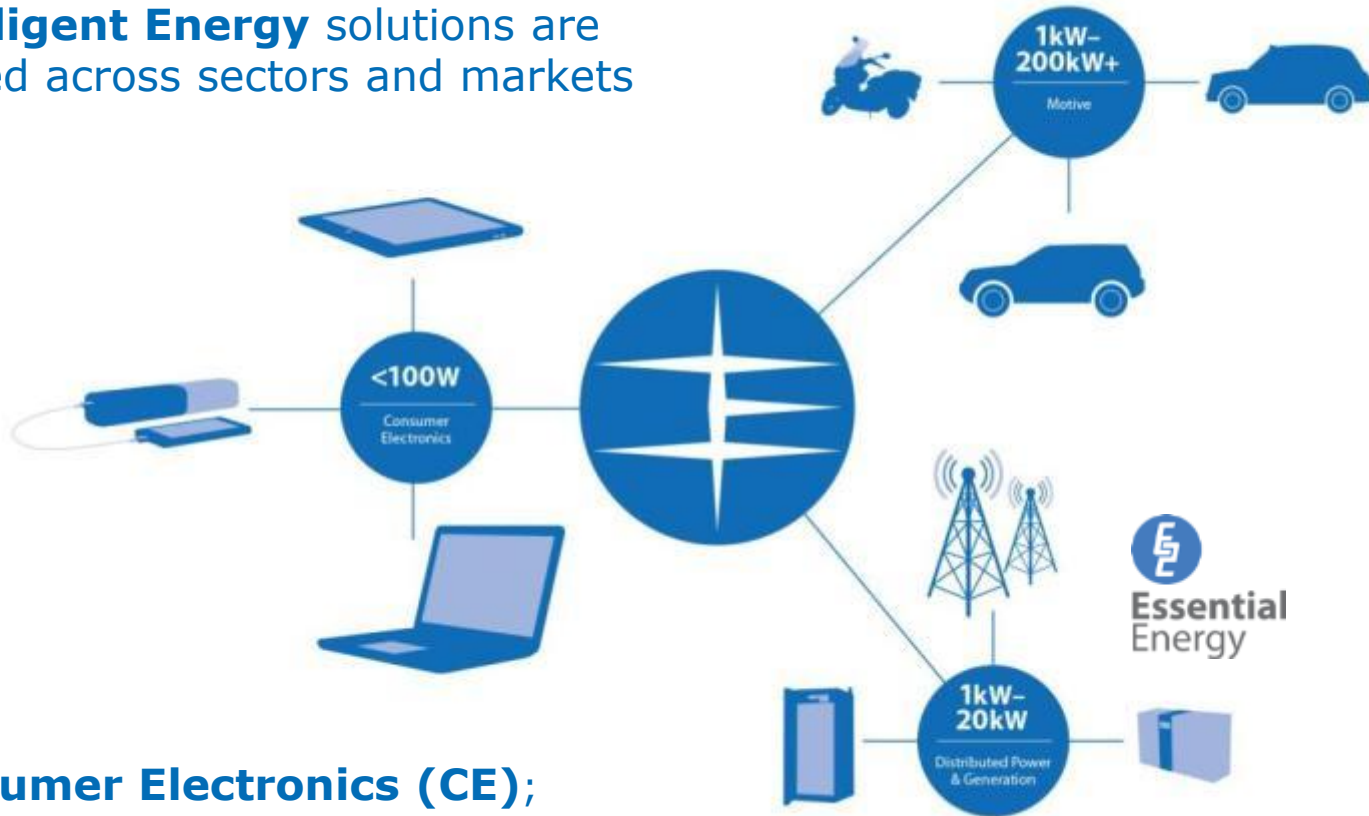 ligent Energy solutions are
ed across sectors and markets
1kW–
200kW+
Motive
<100W
Consumer
Electronics
Essential
Energy
1kW–
20kW
Distributed Power
& Generation
umer Electronics (CE);